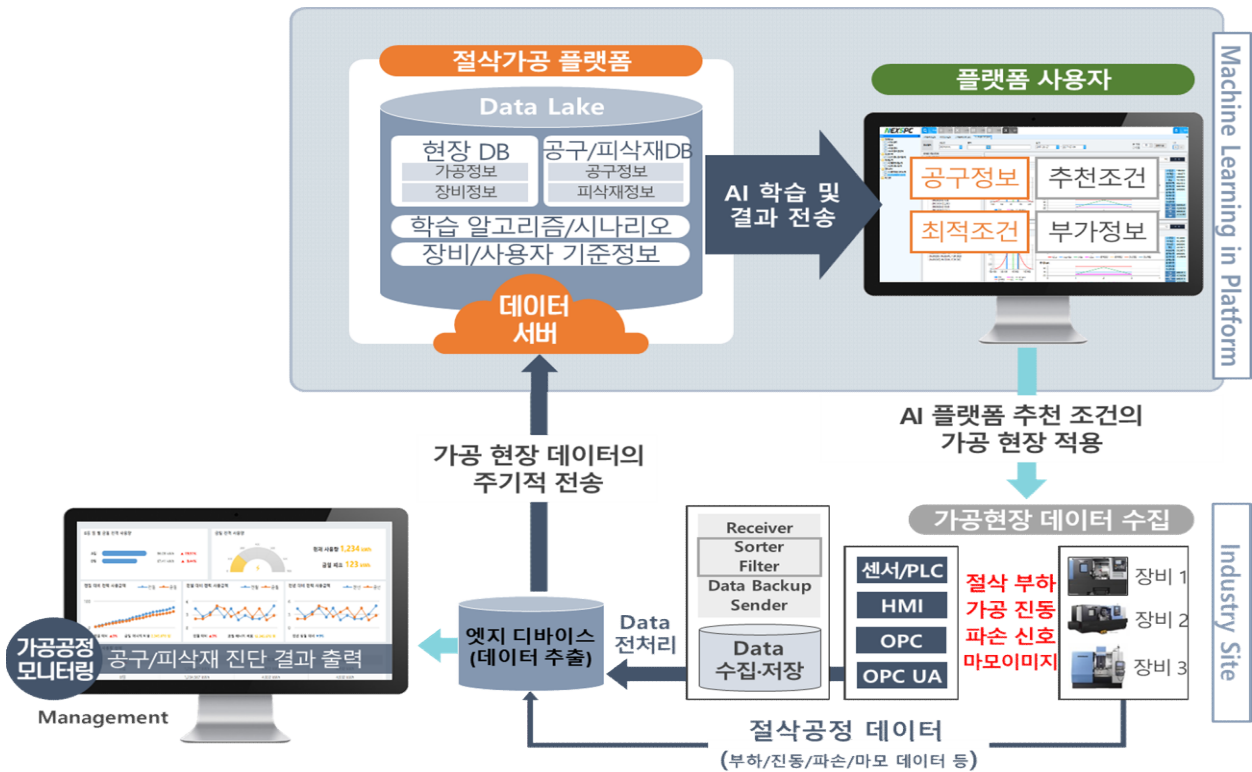 절삭가공 플랫폼
Data Lake
현장 DB
가공정보
장비정보
공구/피삭재DB
공구정보
피삭재정보
학습 알고리즘/시나리오
장비/사용자 기준정보
데이터
서버
AI 학습 및
결과 전송
플랫폼 사용자
NEXSPC
공구정보
추천조건
최적조건
부가정보
Machine Learning in Platform
AI 플랫폼 추천 조건의
가공 현장 적용
가공 현장 데이터의
주기적 전송
가공현장 데이터 수집
Receiver
Sorter
Filter
Data Backup
Sender
Data
수집·저장
센서/PLC
HMI
OPC
OPC UA
절삭 부하
가공 진동
파손 신호
마모이미지
장비 1
장비 2
장비 3
Industry Site
Data
전처리
엣지 디바이스
(데이터 추출)
1,234
123
가공공정
모니터링
공구/피삭재 진단 결과 출력
Management
절삭공정 데이터
(부하/진동/파손/마모 데이터 등)